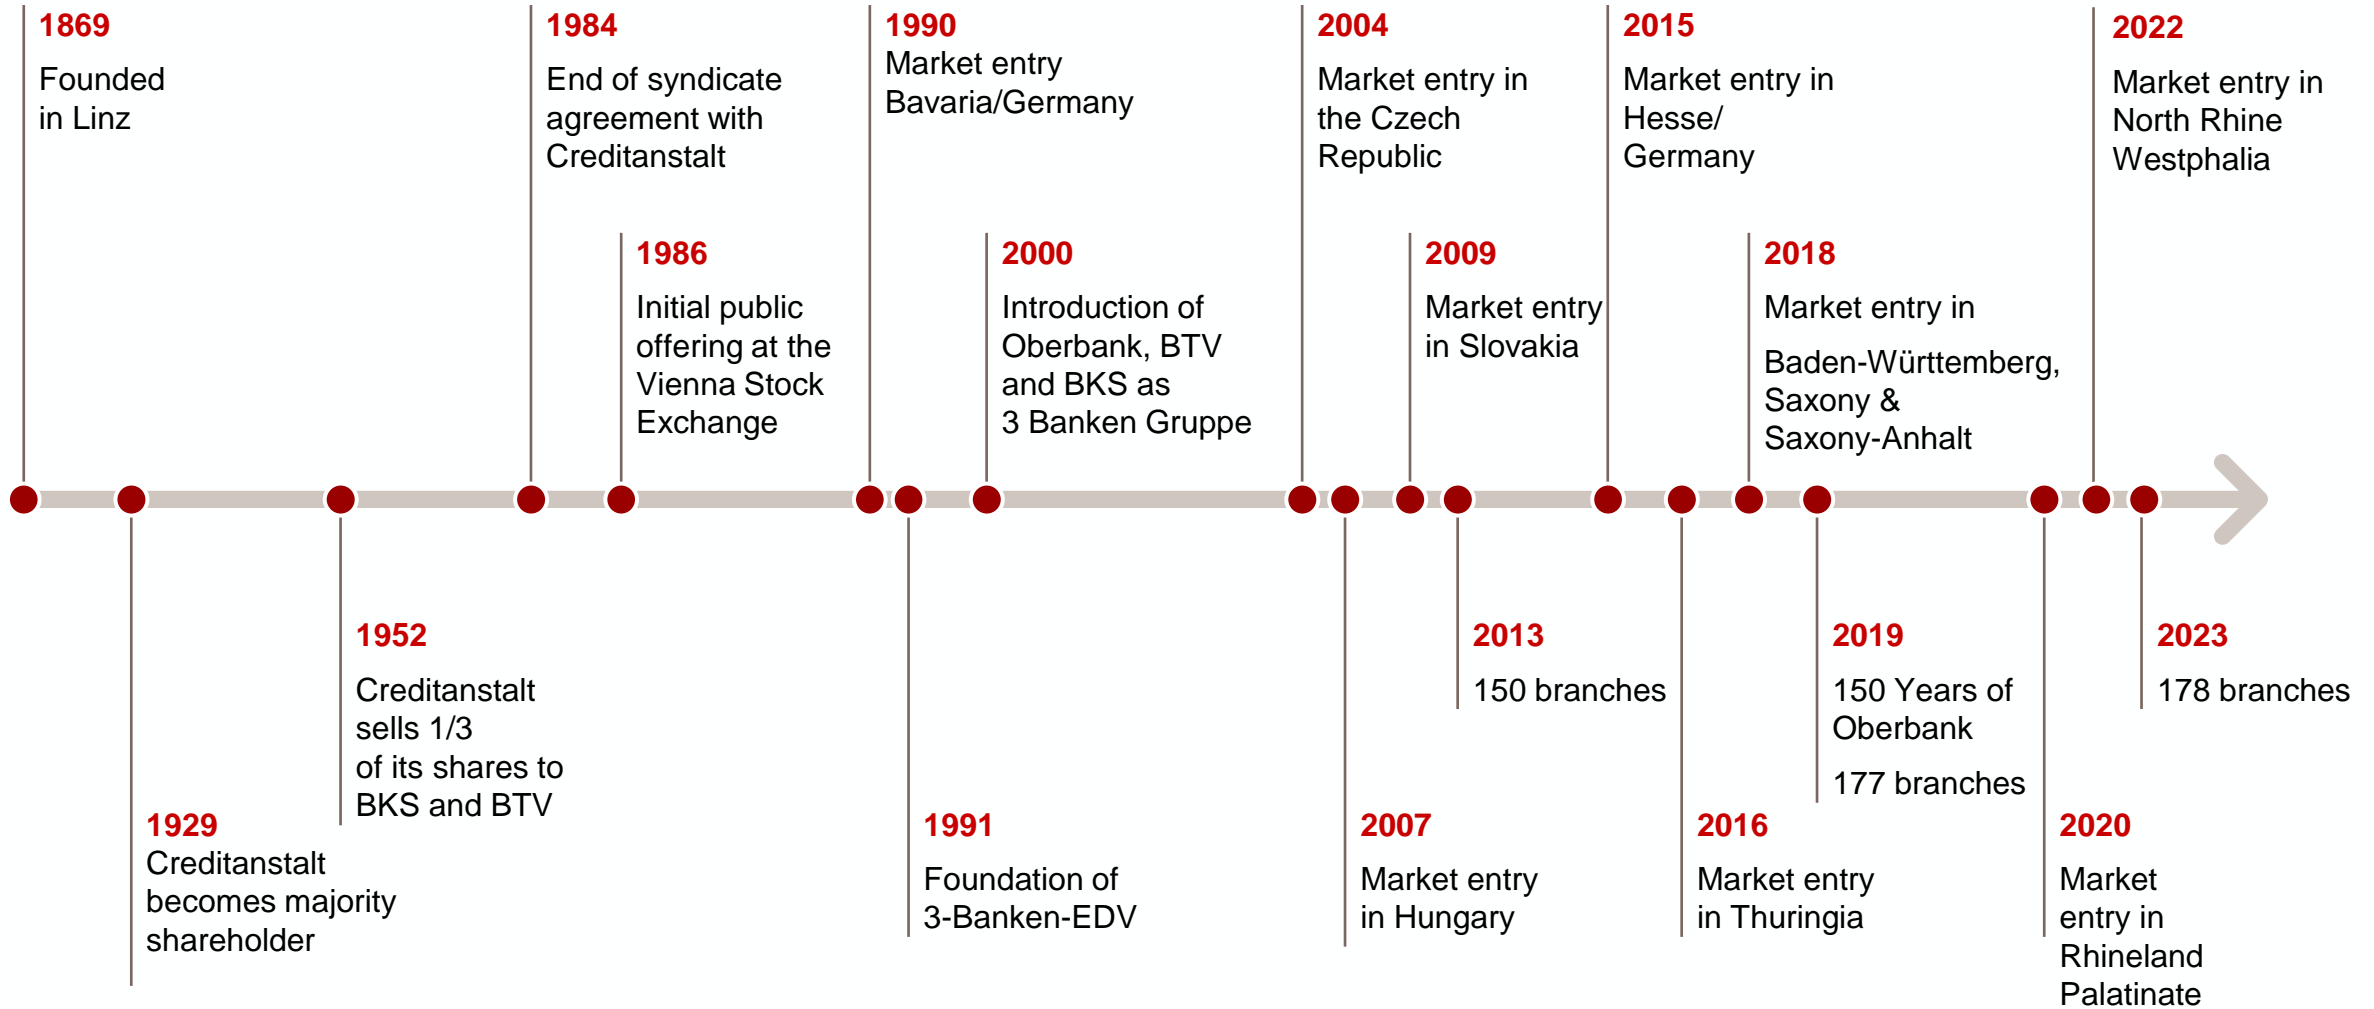 1869
Founded
in Linz
1984
End of syndicate
agreement with
Creditanstalt
1990
Market entry
Bavaria/Germany
2004
Market entry in
the Czech
Republic
2015
Market entry in
Hesse/
Germany
2022
Market entry in
North Rhine
Westphalia
1986
Initial public
offering at the
Vienna Stock
Exchange
2000
Introduction of
Oberbank, BTV
and BKS as
3 Banken Gruppe
2009
Market entry
in Slovakia
2018
Market entry in
Baden-Württemberg,
Saxony &
Saxony-Anhalt
1952
Creditanstalt
sells 1/3
of its shares to
BKS and BTV
2013
150 branches
2019
150 Years of
Oberbank
177 branches
2023
178 branches
1929
Creditanstalt
becomes majority
shareholder
1991
Foundation of
3-Banken-EDV
2007
Market entry
in Hungary
2016
Market entry
in Thuringia
2020
Market
entry in
Rhineland
Palatinate